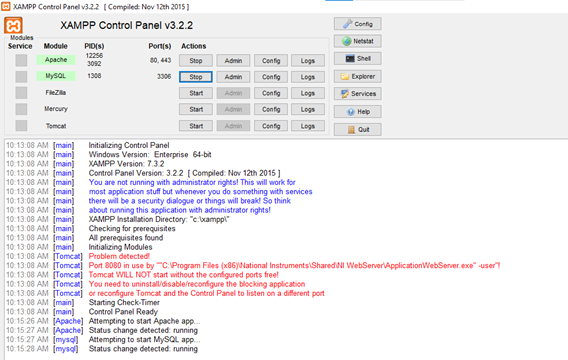 XAMPP Control Panel v3.2.2 [ Compiled: Nov 12th 2015 ]
XAMPP Control Panel v3.2.2
Config
Modules
Service Module PID(s) Port(s) Actions
Netstat
Apache 12256 3092 80, 443 Stop Admin Config Logs
Shell
MySQL 1308 3306 Stop Admin Config Logs
Explorer
FileZilla Start Admin Config Logs
Services
Mercury Start Admin Config Logs
Help
Tomcat Start Admin Config Logs
Quit
10:13:08 AM [main] Initializing Control Panel
10:13:08 AM [main] Windows Version: Enterprise 64-bit
10:13:08 AM [main] XAMPP Version: 7.3.2
10:13:08 AM [main] Control Panel Version: 3.2.2 [ Compiled: Nov 12th 2015 ]
10:13:08 AM [main] You are not running with administrator rights! This will work for
10:13:08 AM [main] most application stuff but whenever you do something with services
10:13:08 AM [main] there will be a security dialogue or things will break! So think
10:13:08 AM [main] about running this application with administrator rights!
10:13:08 AM [main] XAMPP Installation Directory: "c:\xampp\"
10:13:08 AM [main] Checking for prerequisites
10:13:08 AM [main] All prerequisites found
10:13:08 AM [main] Initializing Modules
10:13:08 AM [Tomcat] Problem detected!
10:13:08 AM [Tomcat] Port 8080 in use by ""C:\Program Files (x86)\National Instruments\Shared\NI WebServer\ApplicationWebServer.exe" -user"!
10:13:08 AM [Tomcat] Tomcat WILL NOT start without the configured ports free!
10:13:08 AM [Tomcat] You need to uninstall/disable/reconfigure the blocking application
10:13:08 AM [Tomcat] or reconfigure Tomcat and the Control Panel to listen on a different port
10:13:08 AM [main] Starting Check-Timer
10:13:08 AM [main] Control Panel Ready
10:15:26 AM [Apache] Attempting to start Apache app...
10:15:27 AM [Apache] Status change detected: running
10:15:27 AM [mysql] Attempting to start MySQL app...
10:15:28 AM [mysql] Status change detected: running